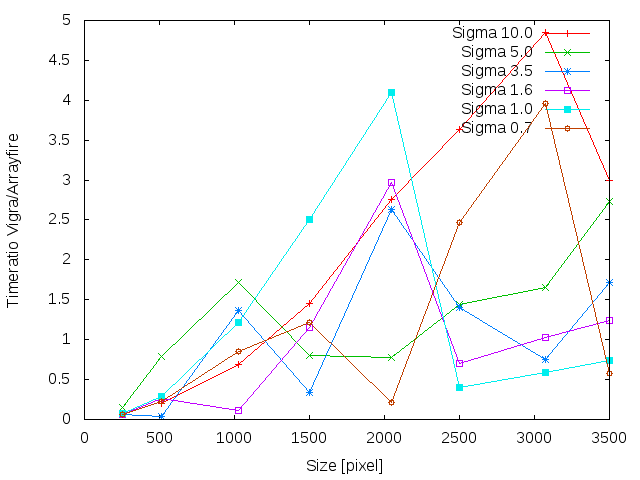 5
4.5
4
3.5
3
2.5
2
1.5
1
0.5
0
Timeratio Vigra/Arrayfire
Sigma 10.0
Sigma 5.0
Sigma 3.5
Sigma 1.6
Sigma 1.0
Sigma 0.7
0 500 1000 1500 2000 2500 3000 3500
Size [pixel]